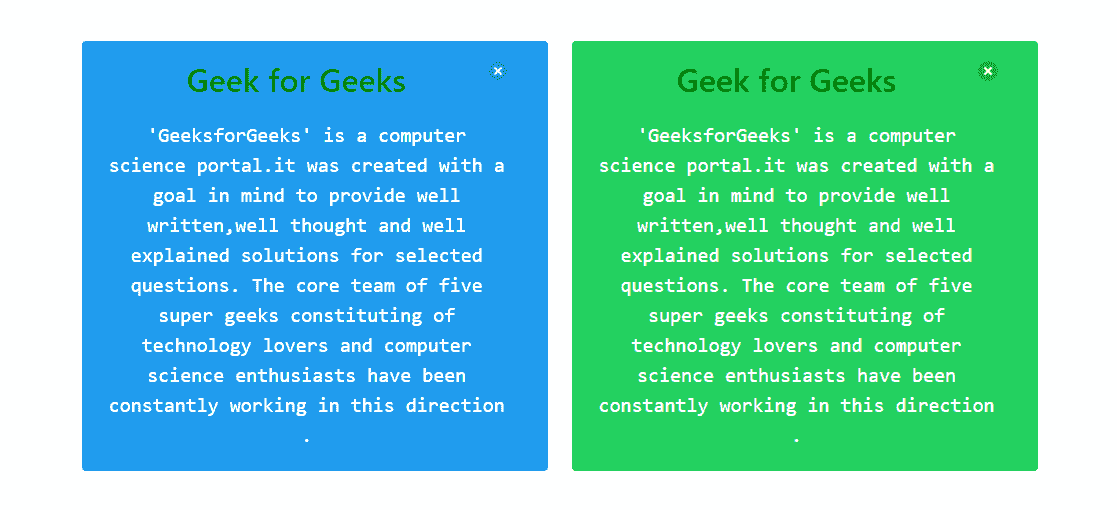 Geek for Geeks
'GeeksforGeeks' is a computer
science portal.it was created with a
goal in mind to provide well
written,well thought and well
explained solutions for selected
questions. The core team of five
super geeks constituting of
technology lovers and computer
science enthusiasts have been
constantly working in this direction
.
Geek for Geeks
'GeeksforGeeks' is a computer
science portal.it was created with a
goal in mind to provide well
written,well thought and well
explained solutions for selected
questions. The core team of five
super geeks constituting of
technology lovers and computer
science enthusiasts have been
constantly working in this direction
.